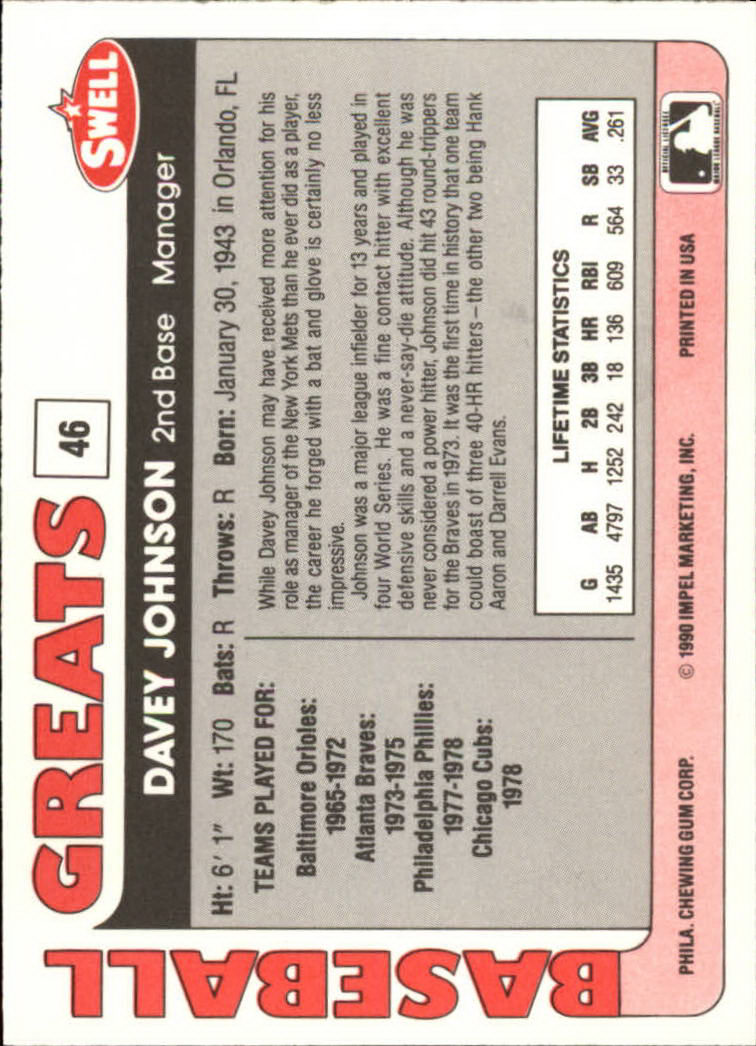 BASEBALL
GREATS
46
SWELL
DAVEY JOHNSON 2nd Base Manager
Ht: 6' 1" Wt: 170 Bats: R Throws: R Born: January 30, 1943 in Orlando, FL
TEAMS PLAYED FOR:
Baltimore Orioles:
1965-1972
Atlanta Braves:
1973-1975
Philadelphia Phillies:
1977-1978
Chicago Cubs:
1978
While Davey Johnson may have received more attention for his
role as manager of the New York Mets than he ever did as a player,
the career he forged with a bat and glove is certainly no less
impressive.
Johnson was a major league infielder for 13 years and played in
four World Series. He was a fine contact hitter with excellent
defensive skills and a never-say-die attitude. Although he was
never considered a power hitter, Johnson did hit 43 round-trippers
for the Braves in 1973. It was the first time in history that one team
could boast of three 40-HR hitters – the other two being Hank
Aaron and Darrell Evans.
LIFETIME STATISTICS
G AB H 2B 3B HR RBI R SB AVG
1435 4797 1252 242 18 136 609 564 33 .261
PHILA. CHEWING GUM CORP. © 1990 IMPEL MARKETING, INC. PRINTED IN USA
OFFICIAL LICENSEE
MAJOR LEAGUE BASEBALL